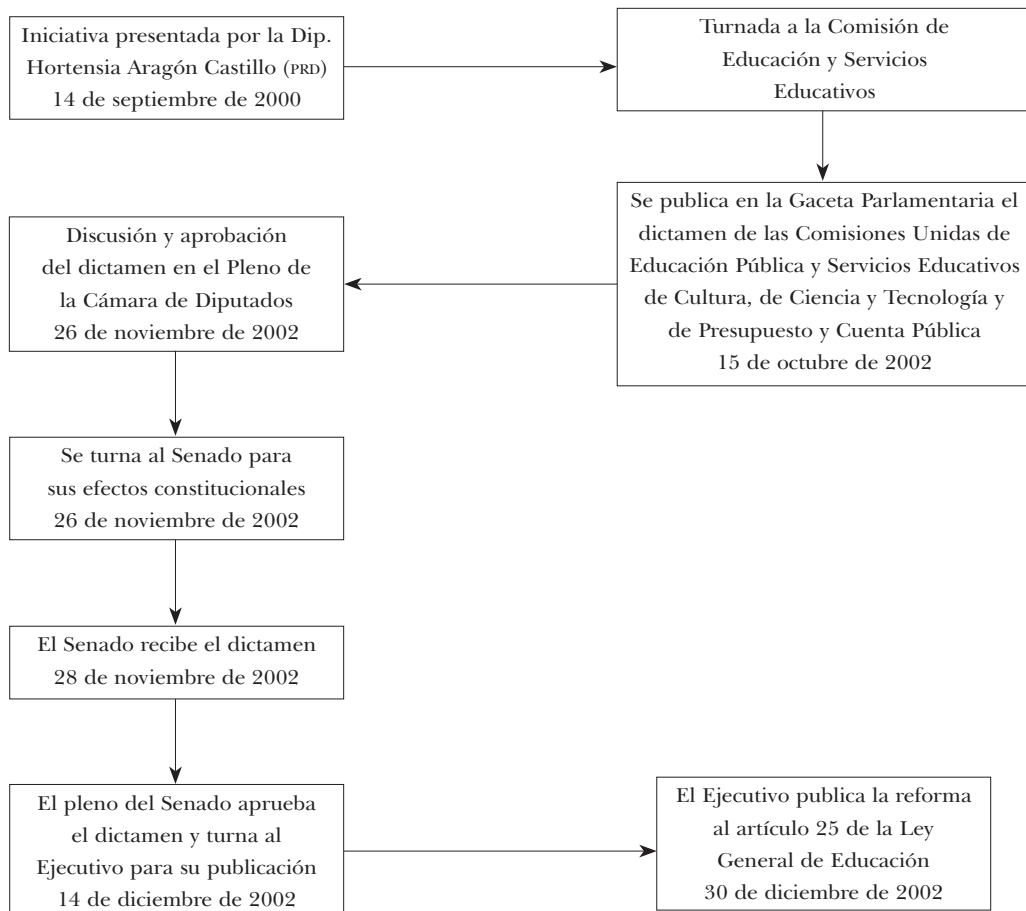 Iniciativa presentada por la Dip.
Hortensia Aragón Castillo (PRD)
14 de septiembre de 2000
Turnada a la Comisión de
Educación y Servicios
Educativos
Se publica en la Gaceta Parlamentaria el
dictamen de las Comisiones Unidas de
Educación Pública y Servicios Educativos
de Cultura, de Ciencia y Tecnología y
de Presupuesto y Cuenta Pública
15 de octubre de 2002
Discusión y aprobación
del dictamen en el Pleno de
la Cámara de Diputados
26 de noviembre de 2002
Se turna al Senado para
sus efectos constitucionales
26 de noviembre de 2002
El Senado recibe el dictamen
28 de noviembre de 2002
El pleno del Senado aprueba
el dictamen y turna al
Ejecutivo para su publicación
14 de diciembre de 2002
El Ejecutivo publica la reforma
al artículo 25 de la Ley
General de Educación
30 de diciembre de 2002